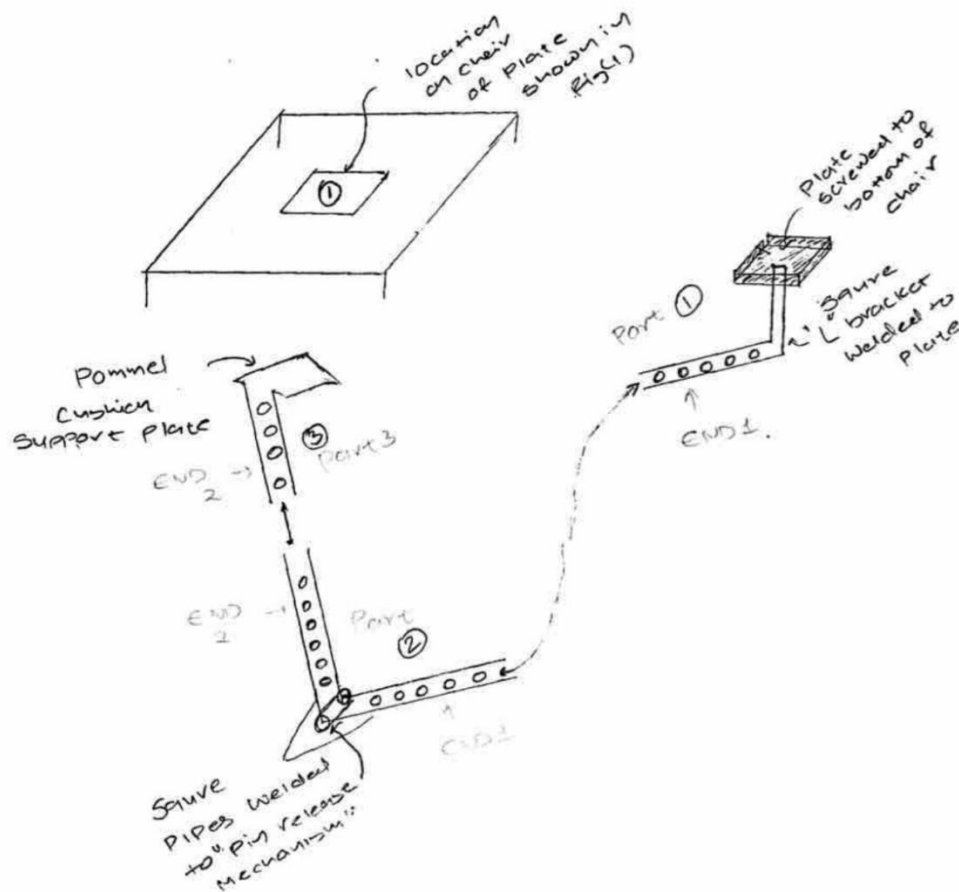 location
on chair
of plate
shown in
fig(1)
①
Plate
screwed to
bottom of
chair
Part ①
Squre
"L" bracket
welded to
plate
END 1.
Pommel
Cushion
Support plate
③
Part 3
END
2
END
2
Part
②
END 1
Squre
pipes welded
to "pin release
mechanism"